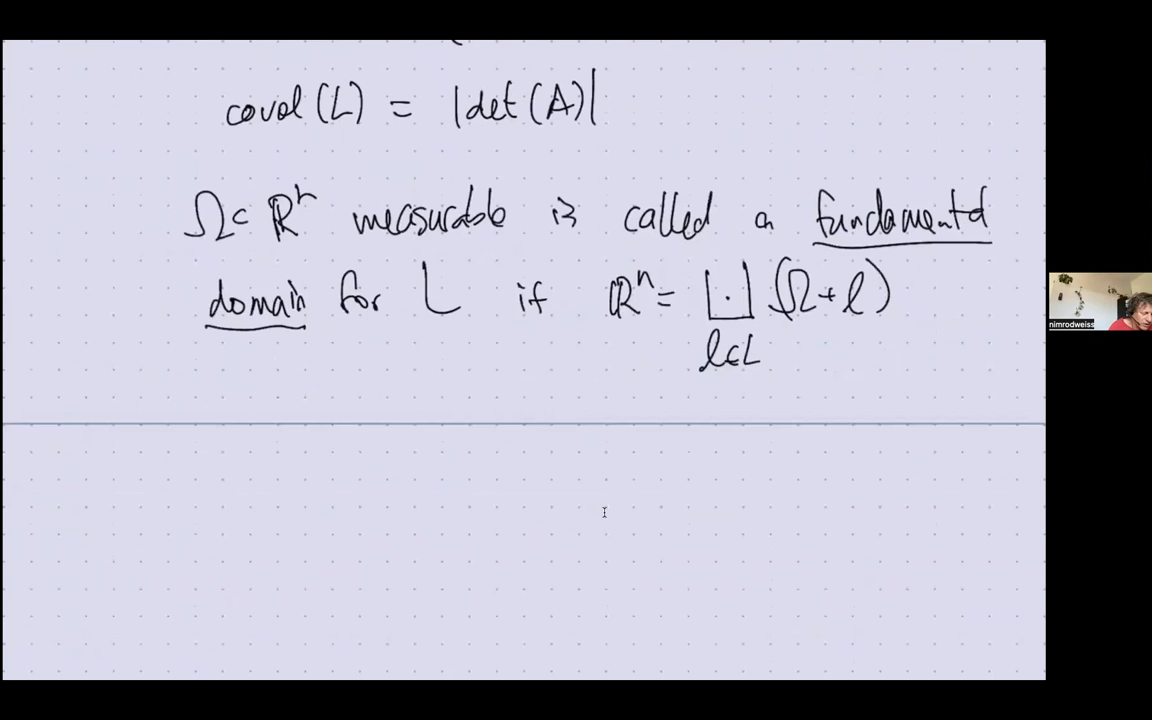 covol (L) = |det (A)|
Ω ⊂ ℝⁿ measurable is called a fundamental
domain for L if ℝⁿ = ⨃ (Ω + l)
l ∈ L
nimrodweiss